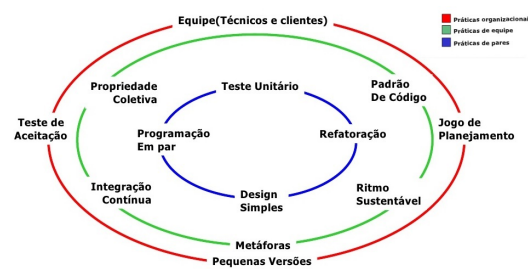 Equipe(Técnicos e clientes)
Práticas organizacional
Práticas de equipe
Práticas de pares
Propriedade
Coletiva
Teste Unitário
Padrão
De Código
Teste de
Aceitação
Programação
Em par
Refatoração
Jogo de
Planejamento
Integração
Contínua
Design
Simples
Ritmo
Sustentável
Metáforas
Pequenas Versões